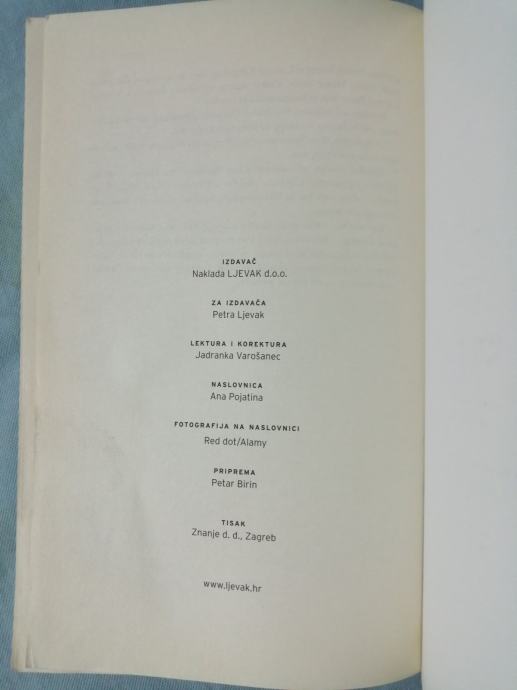 IZDAVAČ
Naklada LJEVAK d.o.o.
ZA IZDAVAČA
Petra Ljevak
LEKTURA I KOREKTURA
Jadranka Varošanec
NASLOVNICA
Ana Pojatina
FOTOGRAFIJA NA NASLOVNICI
Red dot/Alamy
PRIPREMA
Petar Birin
TISAK
Znanje d. d., Zagreb
www.ljevak.hr